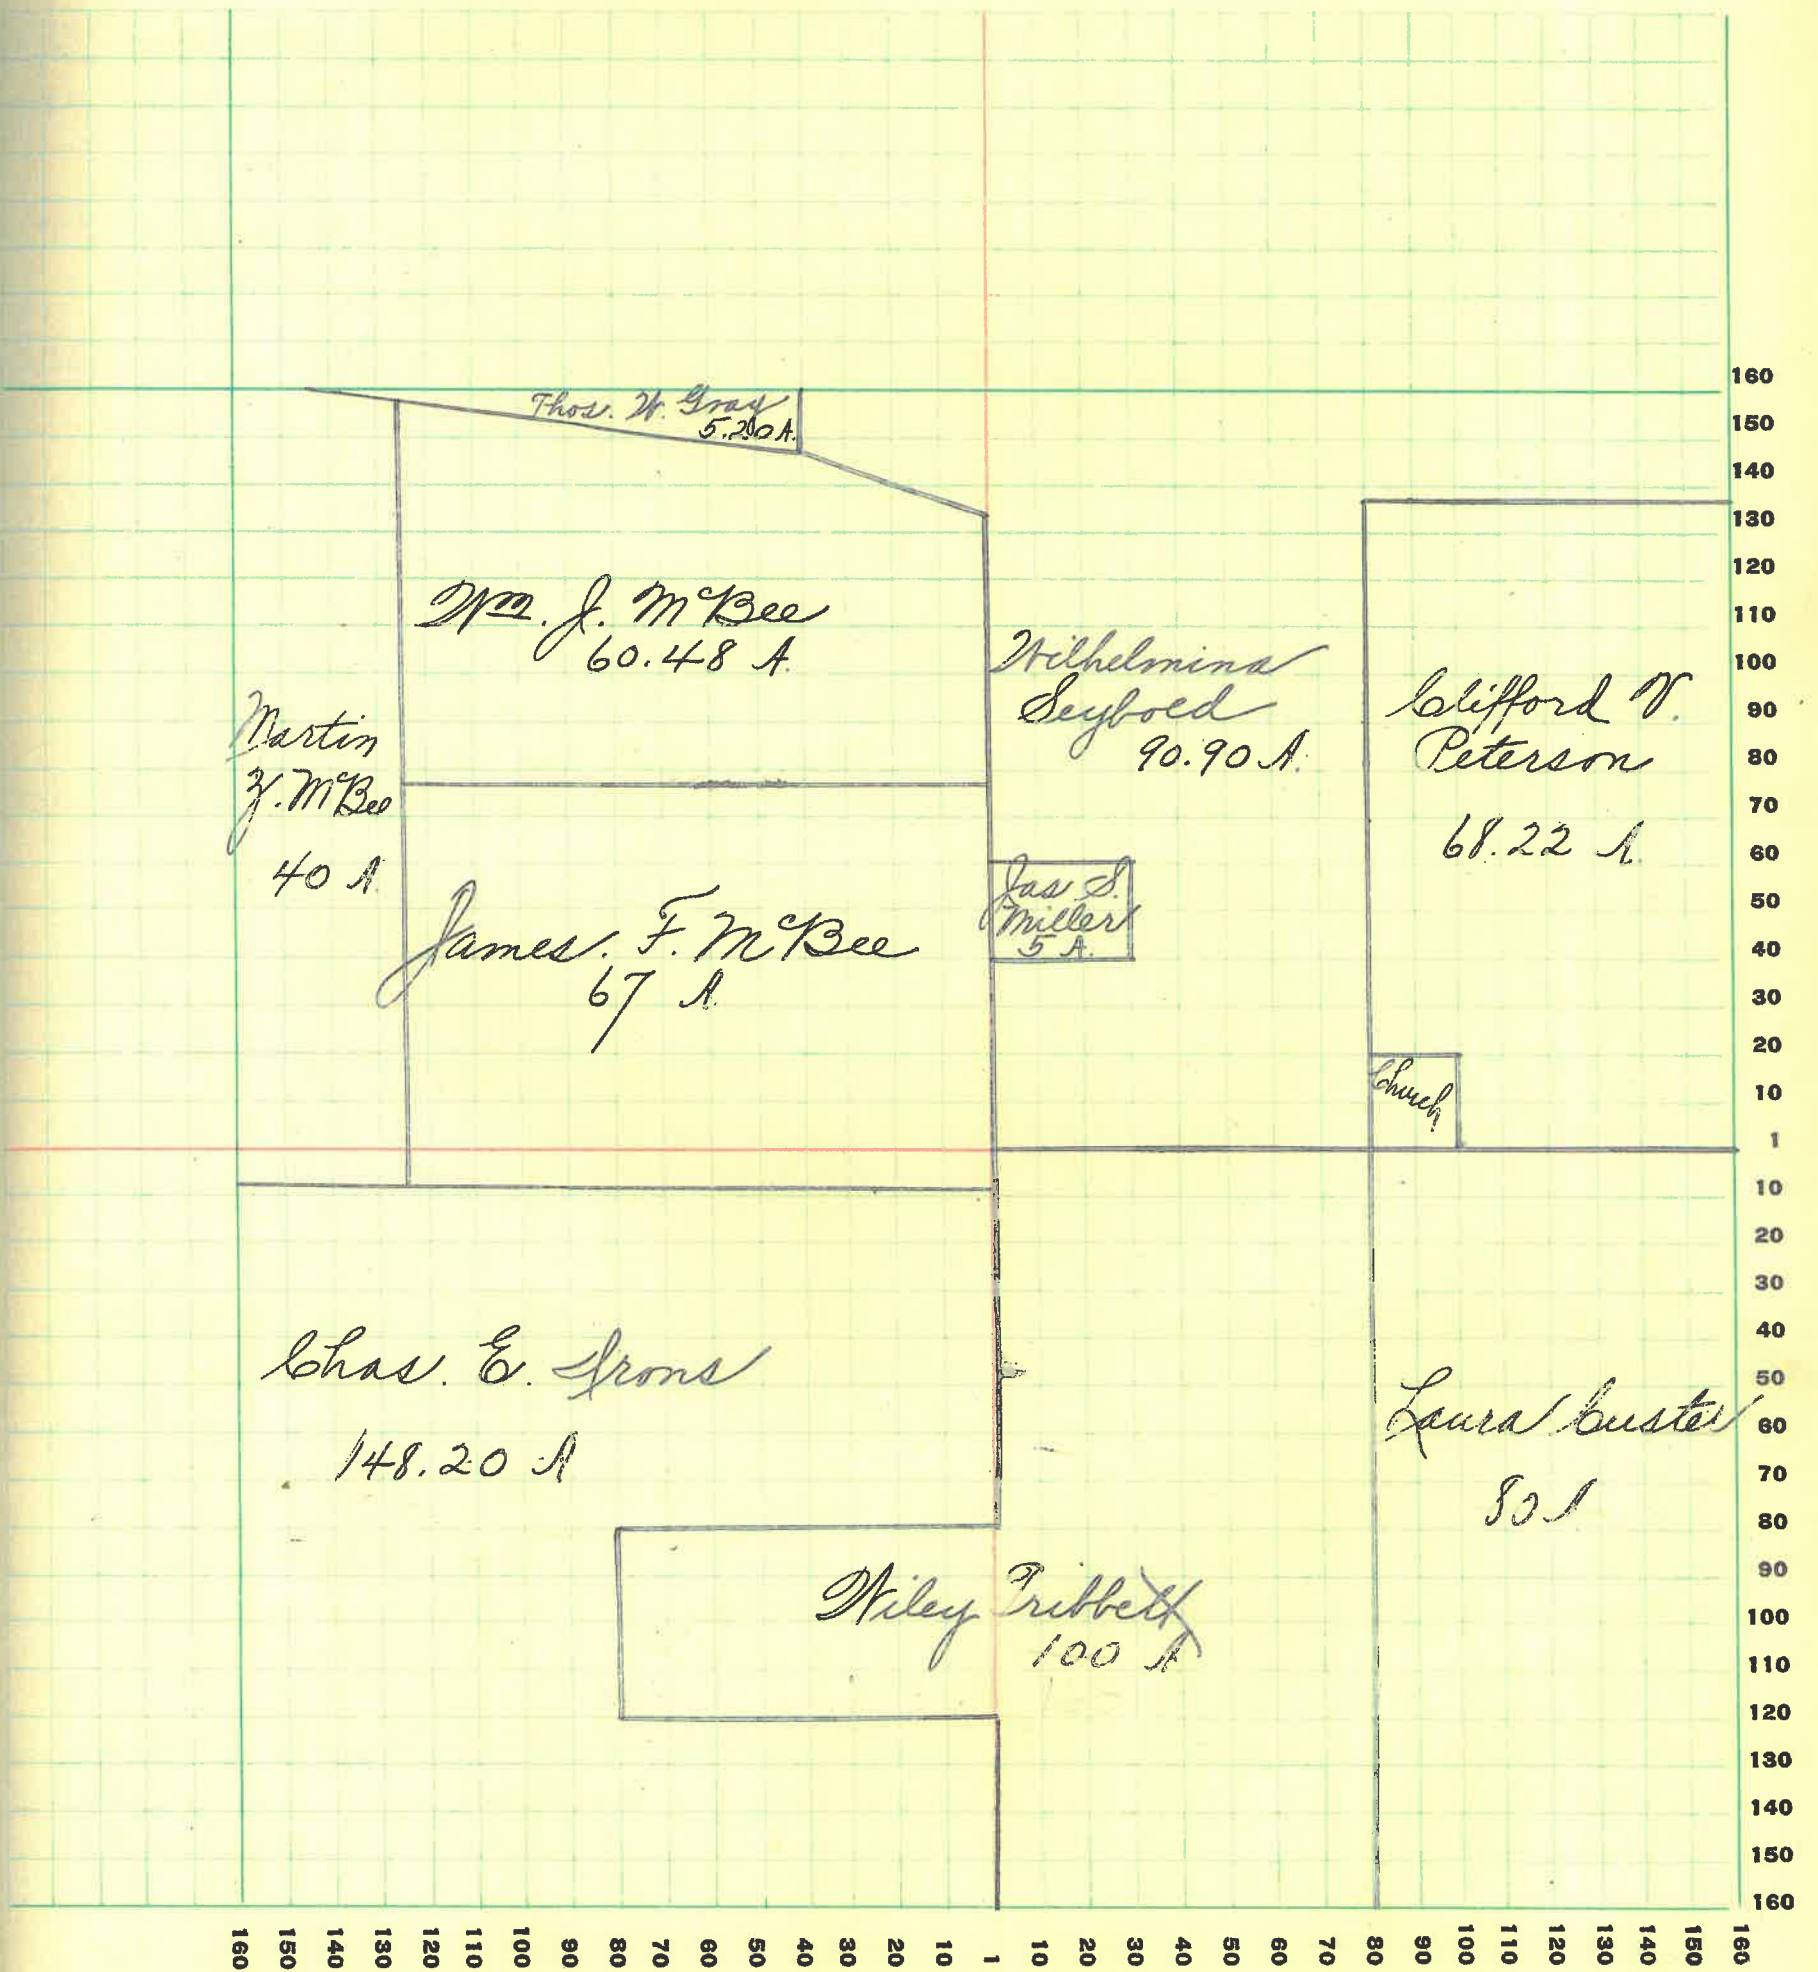 Thos. W. Gray
5.20 A.
Wm. J. McBee
60.48 A.
Martin
Z. McBee
40 A.
James. F. McBee
67 A.
Wilhelmina
Seybold
90.90 A.
Jas S.
Miller
5 A.
Clifford V.
Peterson
68.22 A.
Church
Chas. E. Irons
148.20 A
Wiley Tribbett
100 A
Laura Custer
80 A
160
150
140
130
120
110
100
90
80
70
60
50
40
30
20
10
1
10
20
30
40
50
60
70
80
90
100
110
120
130
140
150
160
160 150 140 130 120 110 100 90 80 70 60 50 40 30 20 10 1 10 20 30 40 50 60 70 80 90 100 110 120 130 140 150 160